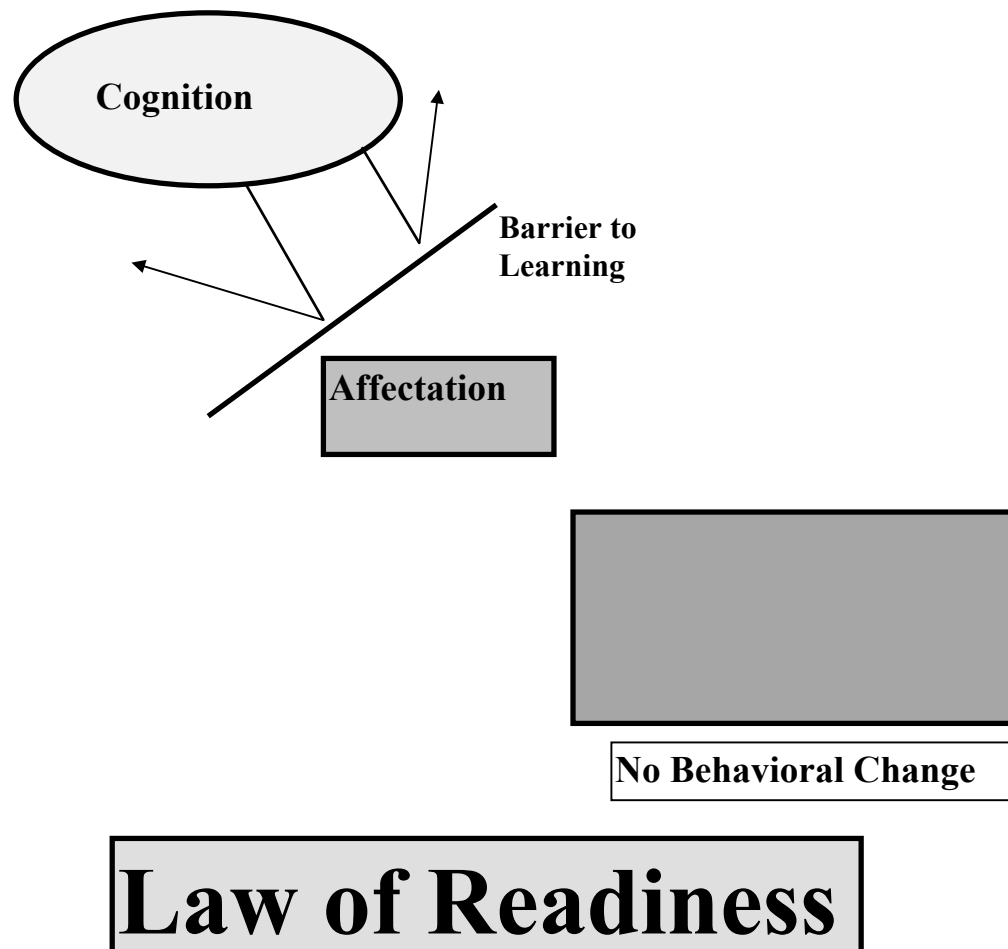 Cognition
Barrier to
Learning
Affectation
No Behavioral Change
Law of Readiness